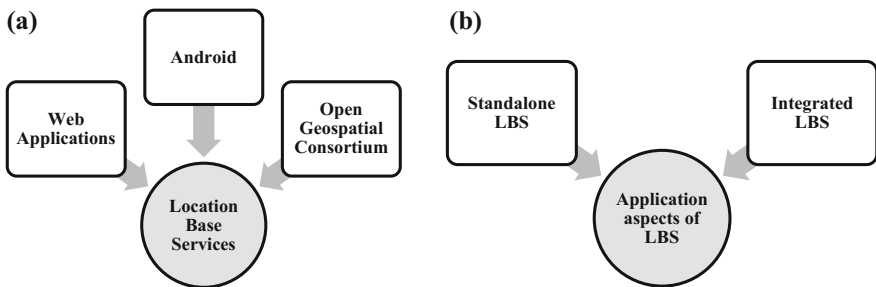 (a)
Android
Web
Applications
Open
Geospatial
Consortium
Location
Base
Services
(b)
Standalone
LBS
Integrated
LBS
Application
aspects of
LBS